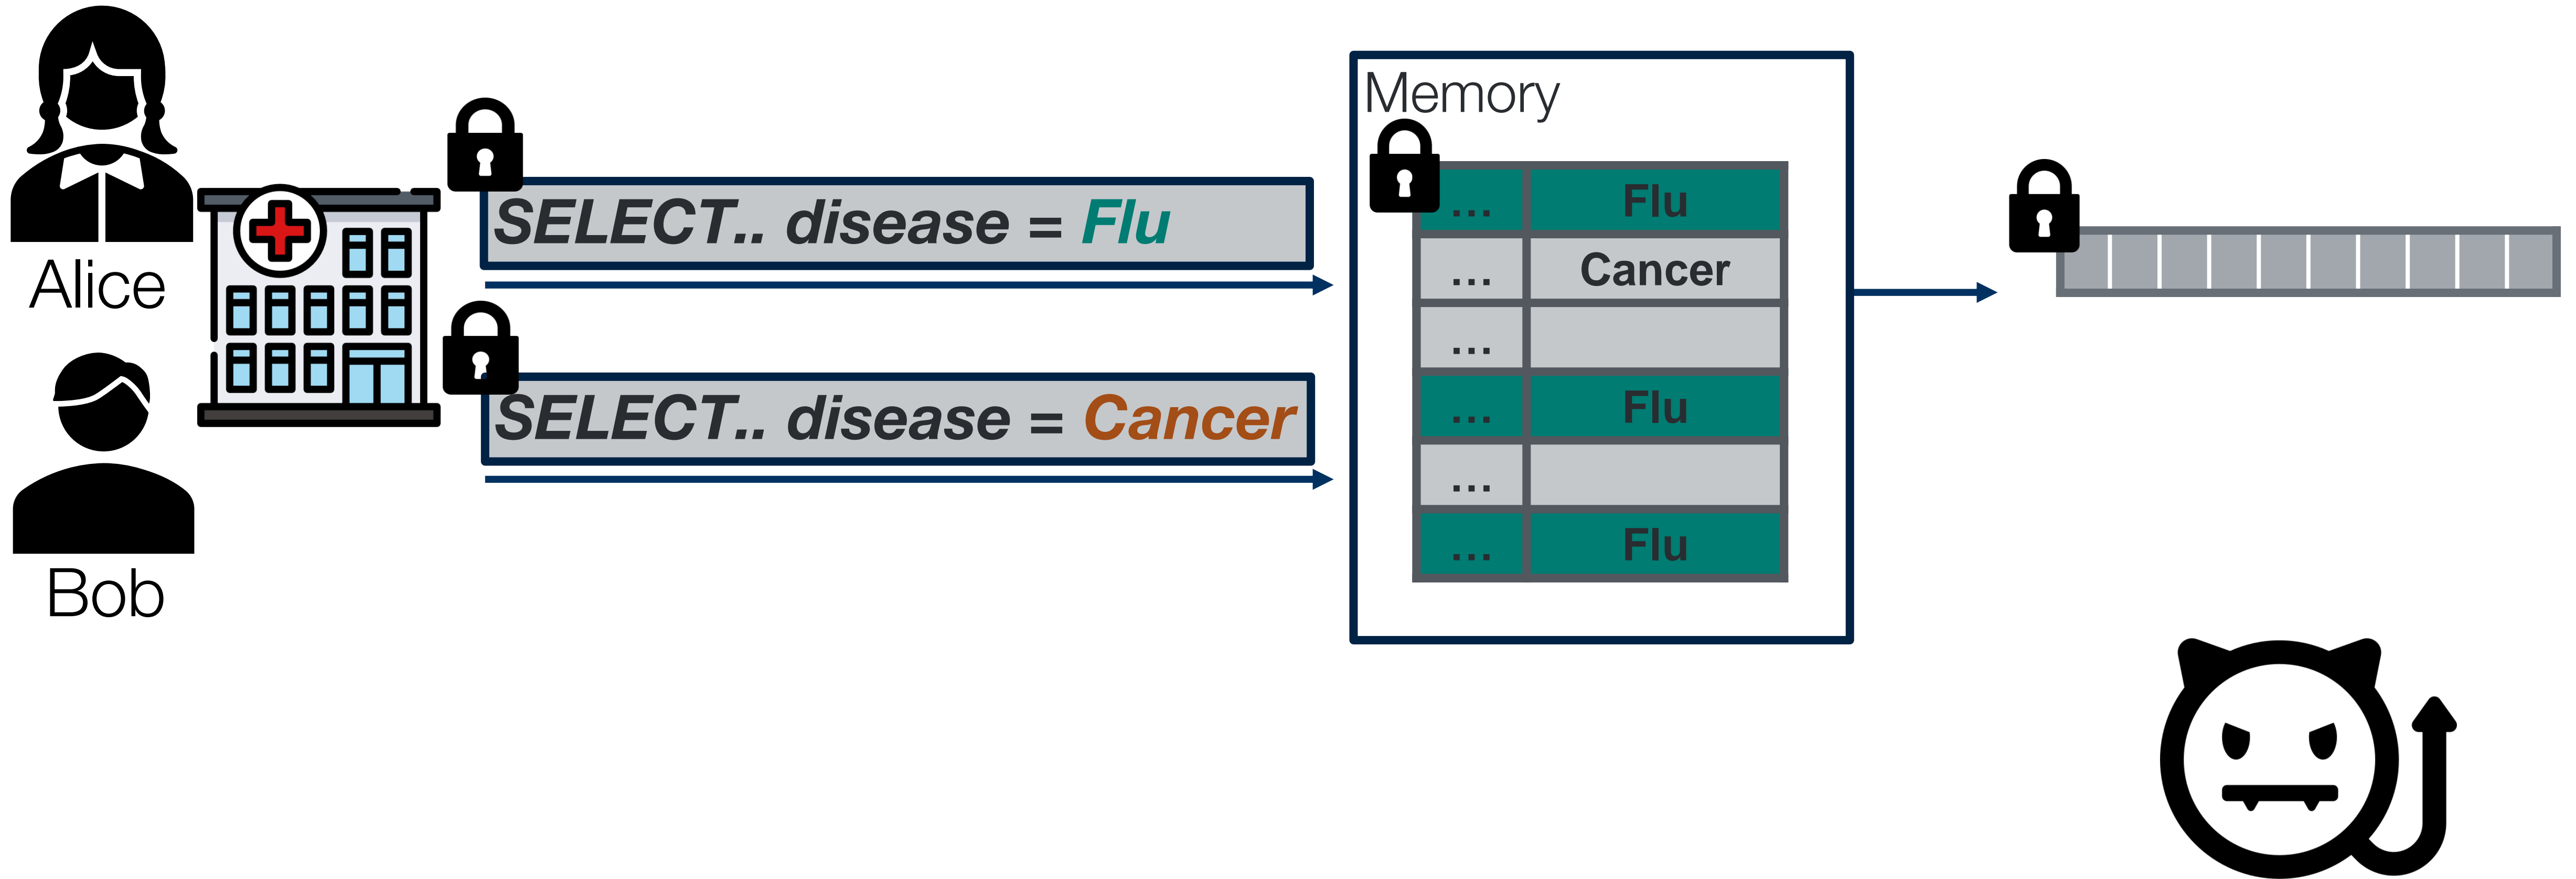 Alice
Bob
SELECT.. disease = Flu
SELECT.. disease = Cancer
Memory
... Flu
... Cancer
...
... Flu
...
... Flu